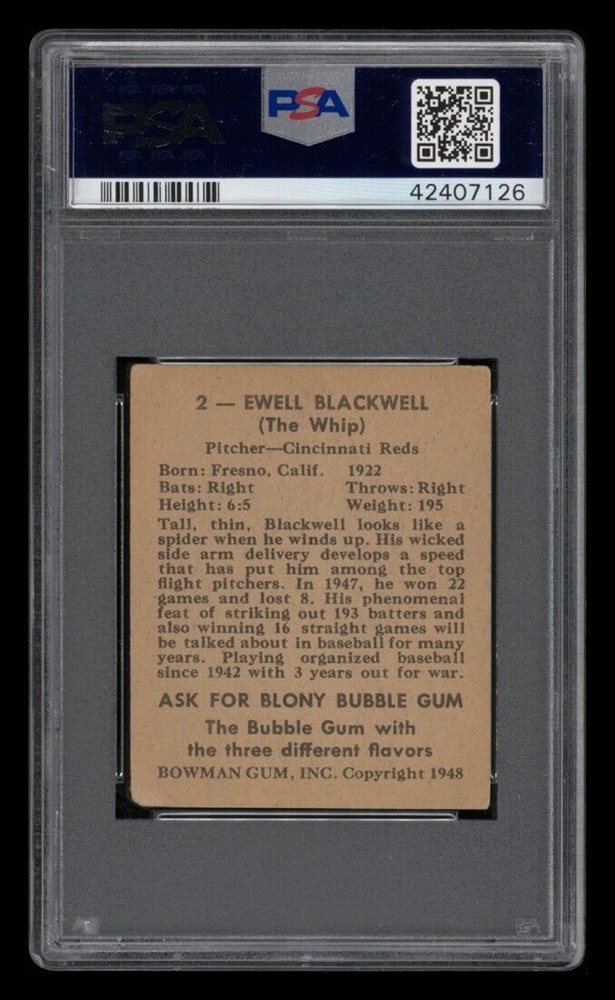 PSA
PSA
42407126
2 — EWELL BLACKWELL
(The Whip)
Pitcher—Cincinnati Reds
Born: Fresno, Calif. 1922
Bats: Right Throws: Right
Height: 6:5 Weight: 195
Tall, thin, Blackwell looks like a
spider when he winds up. His wicked
side arm delivery develops a speed
that has put him among the top
flight pitchers. In 1947, he won 22
games and lost 8. His phenomenal
feat of striking out 193 batters and
also winning 16 straight games will
be talked about in baseball for many
years. Playing organized baseball
since 1942 with 3 years out for war.
ASK FOR BLONY BUBBLE GUM
The Bubble Gum with
the three different flavors
BOWMAN GUM, INC. Copyright 1948